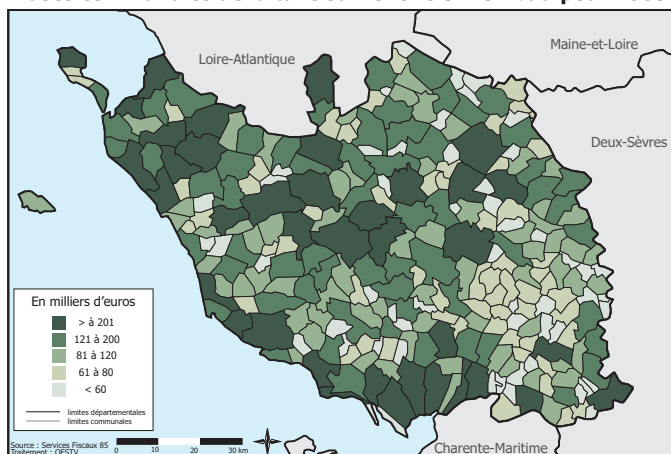 Loire-Atlantique
Maine-et-Loire
Deux-Sèvres
En milliers d'euros
> à 201
121 à 200
81 à 120
61 à 80
< 60
limites départementales
limites communales
Source : Services Fiscaux 85
Traitement : OESTV
0 10 20 30 km
Charente-Maritime